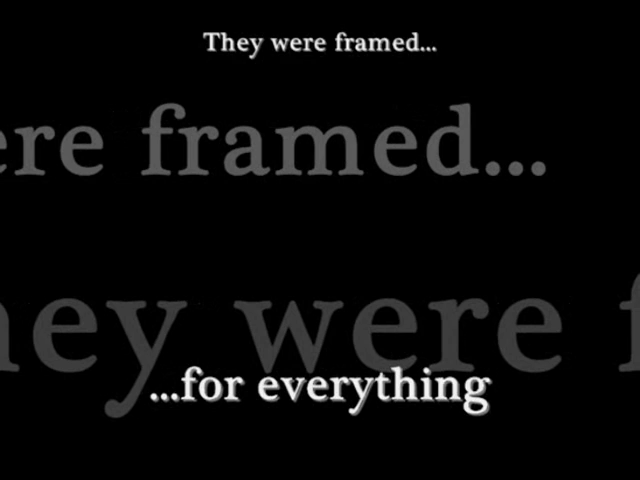 They were framed...
ere framed...
hey were f
...for everything